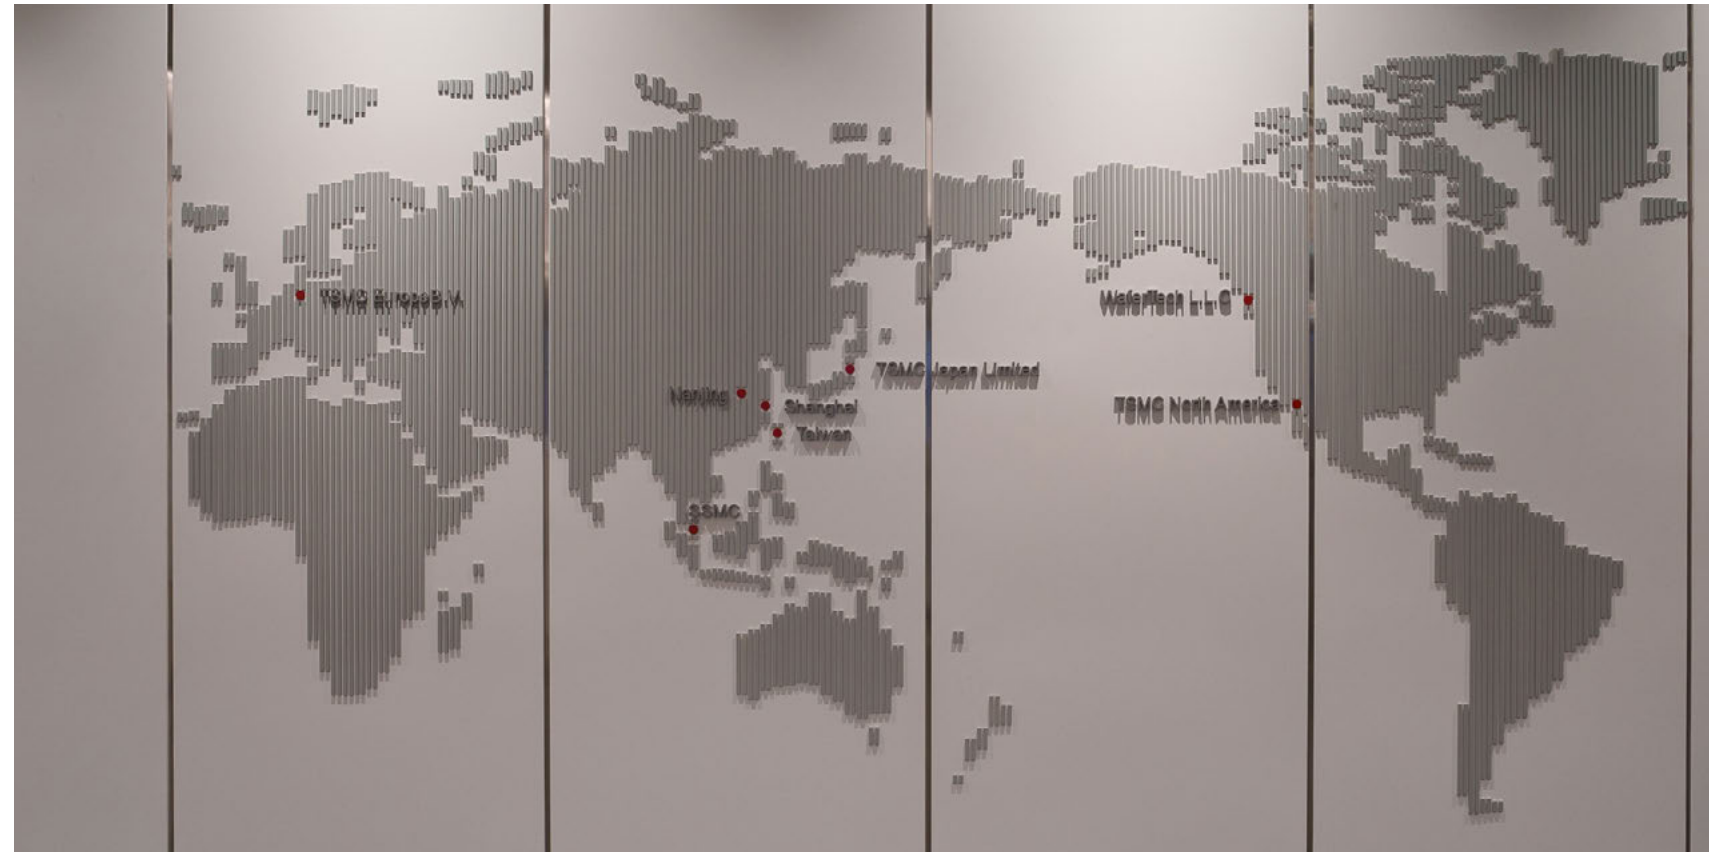 TSMC Europe B.V.
WaferTech L.L.C
TSMC Japan Limited
Nanjing
Shanghai
TSMC North America
Taiwan
SSMC